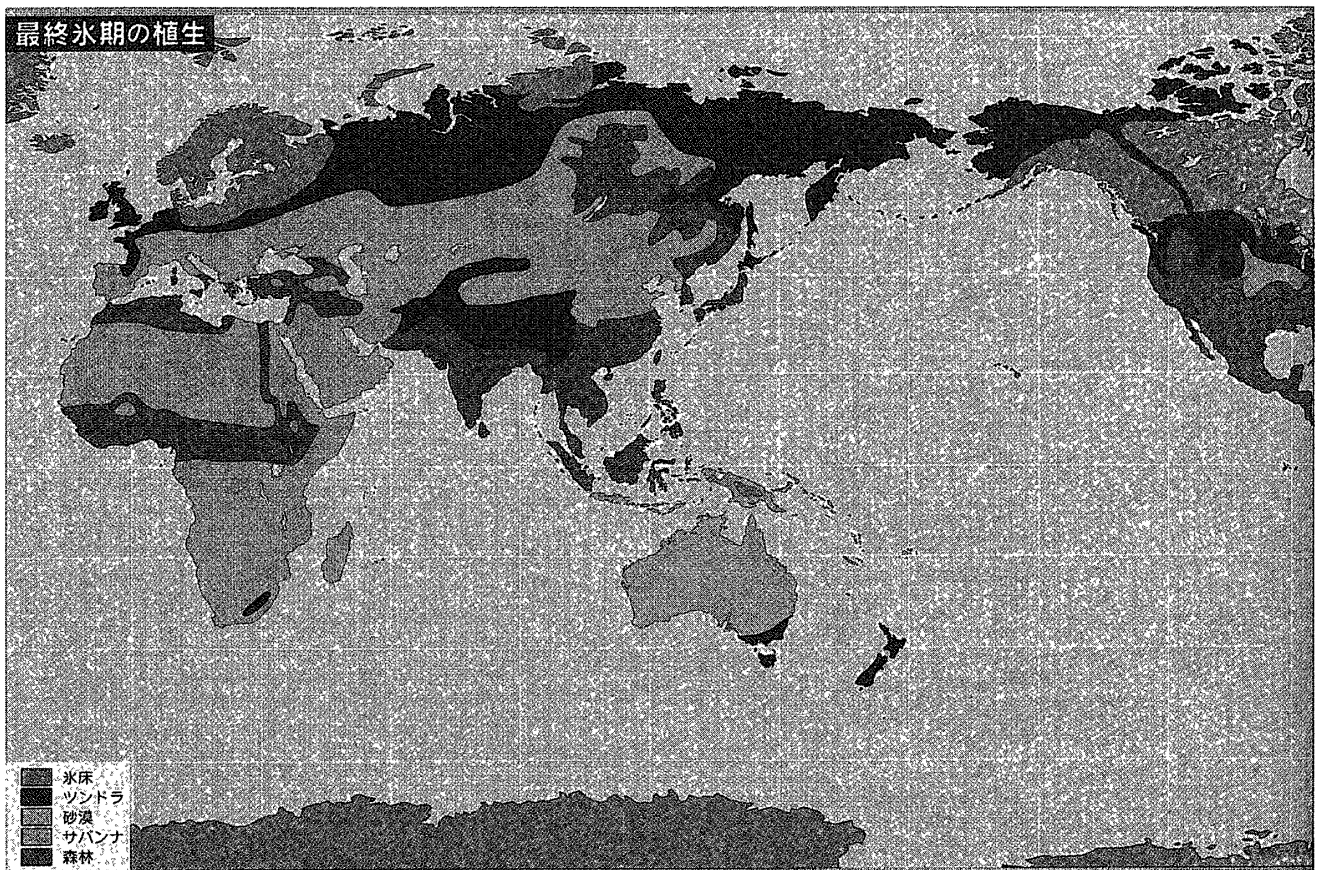 最終氷期の植生
氷床
ツンドラ
砂漠
サバンナ
森林